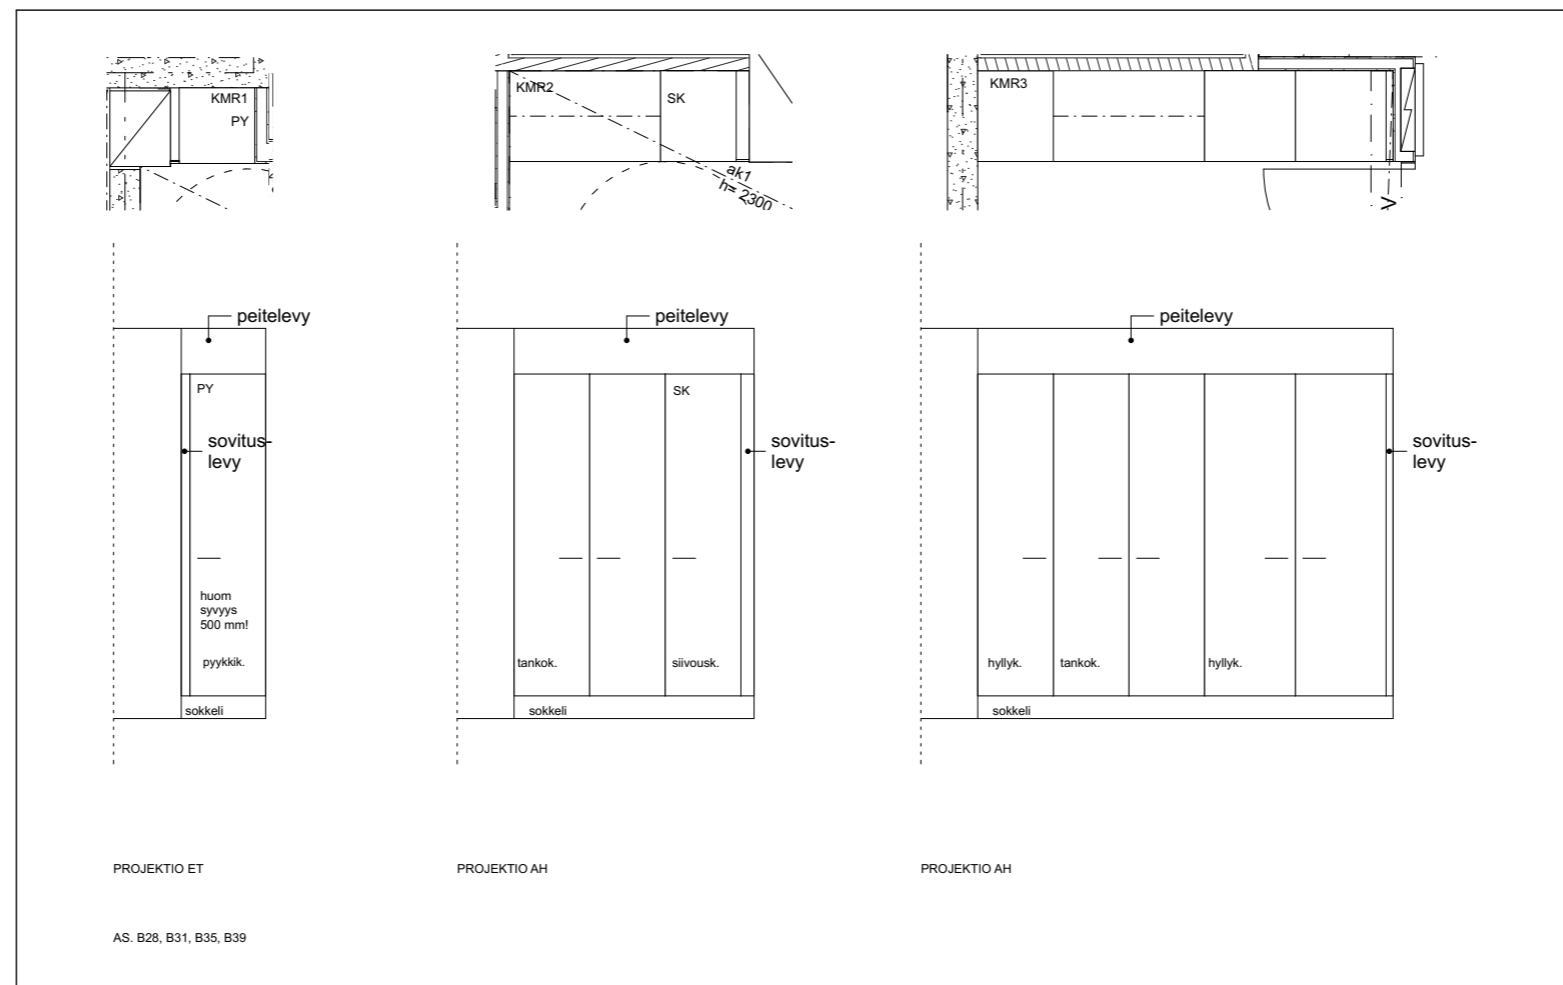 KMR1
PY
KMR2
SK
ak1
h= 2300
KMR3
V
peitelevy
PY
sovitus-
levy
huom
syvyys
500 mm!
pyykkik.
sokkeli
peitelevy
SK
sovitus-
levy
tankok.
siivousk.
sokkeli
peitelevy
sovitus-
levy
hyllyk.
tankok.
hyllyk.
sokkeli
PROJEKTIO ET
PROJEKTIO AH
PROJEKTIO AH
AS. B28, B31, B35, B39